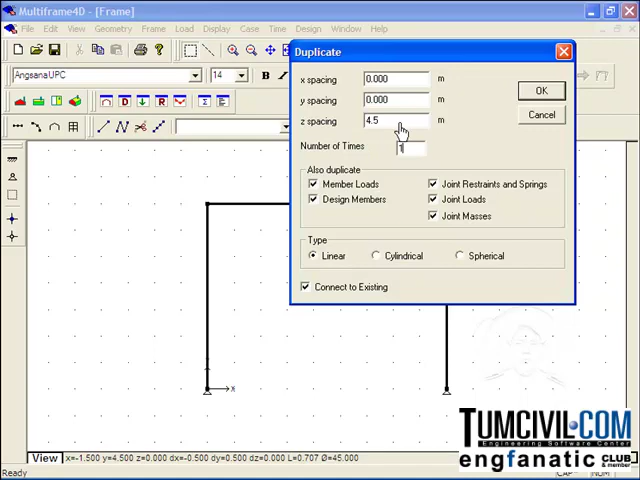 Multiframe4D - [Frame]
File Edit View Geometry Frame Load Display Case Time Design Window Help
AngsanaUPC 14 B I
Duplicate
x spacing 0.000 m
y spacing 0.000 m
z spacing 4.5 m
OK
Cancel
Number of Times 1
Also duplicate
Member Loads
Joint Restraints and Springs
Design Members
Joint Loads
Joint Masses
Type
Linear
Cylindrical
Spherical
Connect to Existing
x
TUMCIVIL.COM
Engineering Software Center
engfanatic CLUB
& member
View x=-1.500 y=4.500 z=0.000 dx=-0.500 dy=0.500 dz=0.000 L=0.707 Ø=45.000
Ready